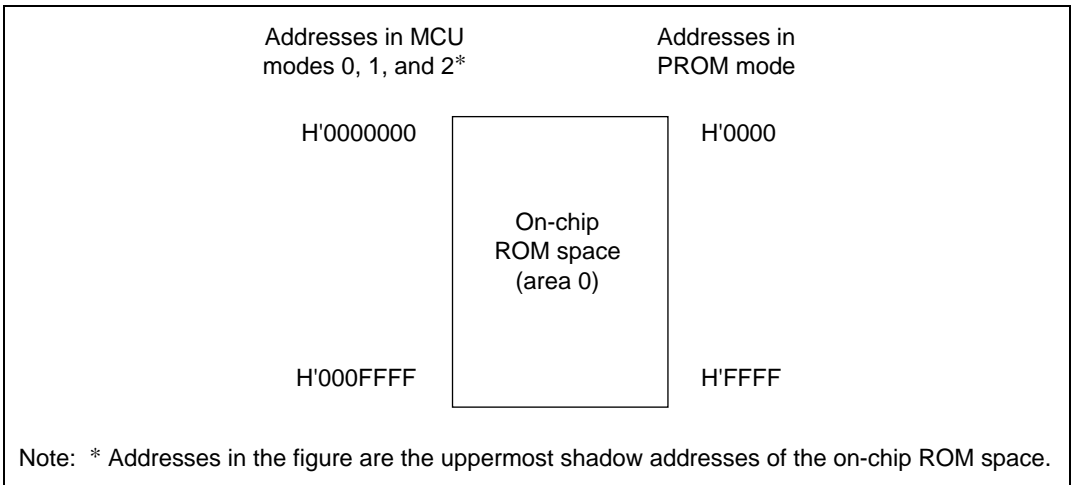 Addresses in MCU
modes 0, 1, and 2*
Addresses in
PROM mode
H'0000000
H'0000
On-chip
ROM space
(area 0)
H'000FFFF
H'FFFF
Note: * Addresses in the figure are the uppermost shadow addresses of the on-chip ROM space.